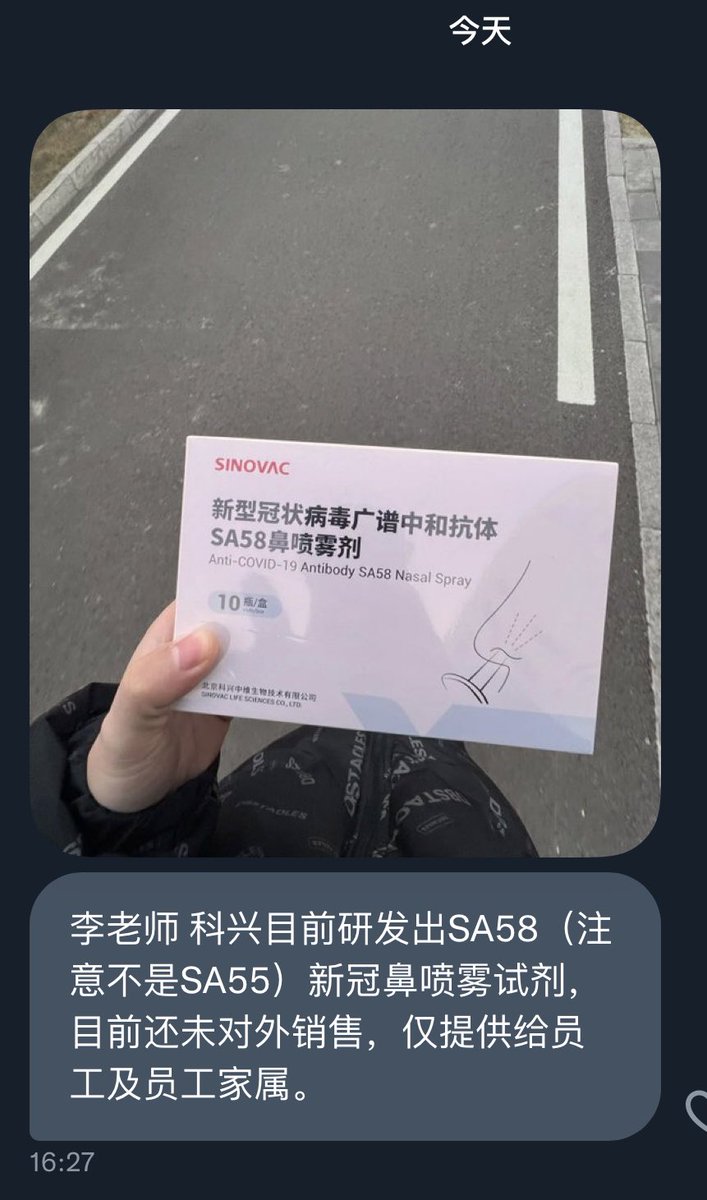 今天
SINOVAC
新型冠状病毒广谱中和抗体
SA58鼻喷雾剂
Anti-COVID-19 Antibody SA58 Nasal Spray
10瓶/盒
北京科兴中维生物技术有限公司
SINOVAC LIFE SCIENCES CO., LTD.
李老师 科兴目前研发出SA58（注
意不是SA55）新冠鼻喷雾试剂，
目前还未对外销售，仅提供给员
工及员工家属。
16:27